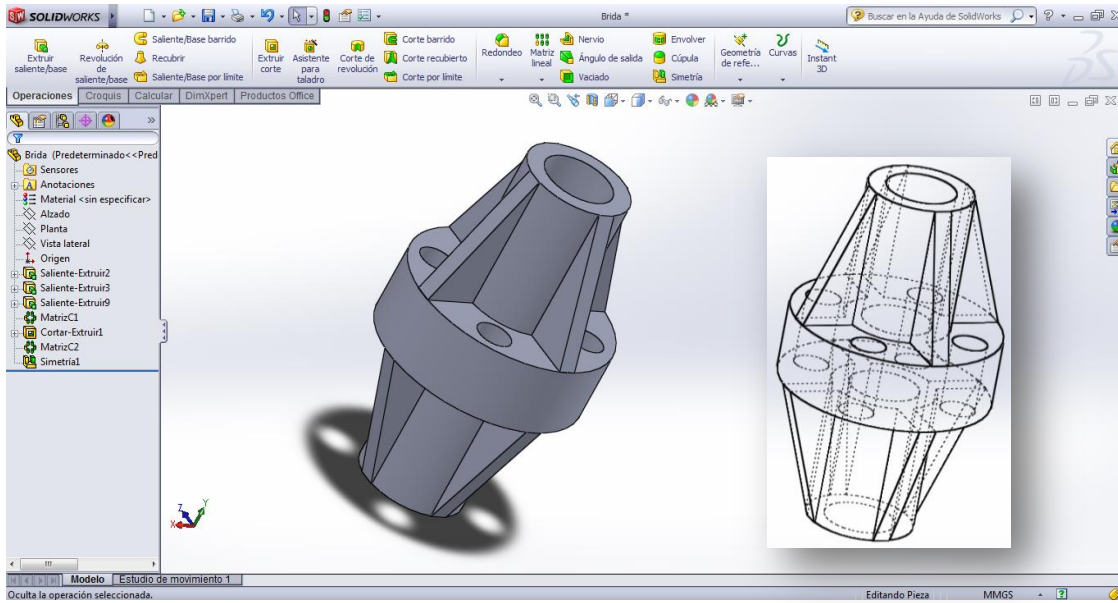 SOLIDWORKS
Brida *
Buscar en la Ayuda de SolidWorks
Extruir saliente/base
Revolución de saliente/base
Saliente/Base barrido
Recubrir
Saliente/Base por límite
Extruir corte
Asistente para taladro
Corte de revolución
Corte barrido
Corte recubierto
Corte por límite
Redondeo
Matriz lineal
Nervio
Ángulo de salida
Vaciado
Envolver
Cúpula
Simetría
Geometría de refe...
Curvas
Instant 3D
Operaciones
Croquis
Calcular
DimXpert
Productos Office
Brida (Predeterminado<<Pred
Sensores
Anotaciones
Material <sin especificar>
Alzado
Planta
Vista lateral
Origen
Saliente-Extruir2
Saliente-Extruir3
Saliente-Extruir9
MatrizC1
Cortar-Extruir1
MatrizC2
Simetría1
Z
Y
X
Modelo
Estudio de movimiento 1
Oculta la operación seleccionada.
Editando Pieza
MMGS